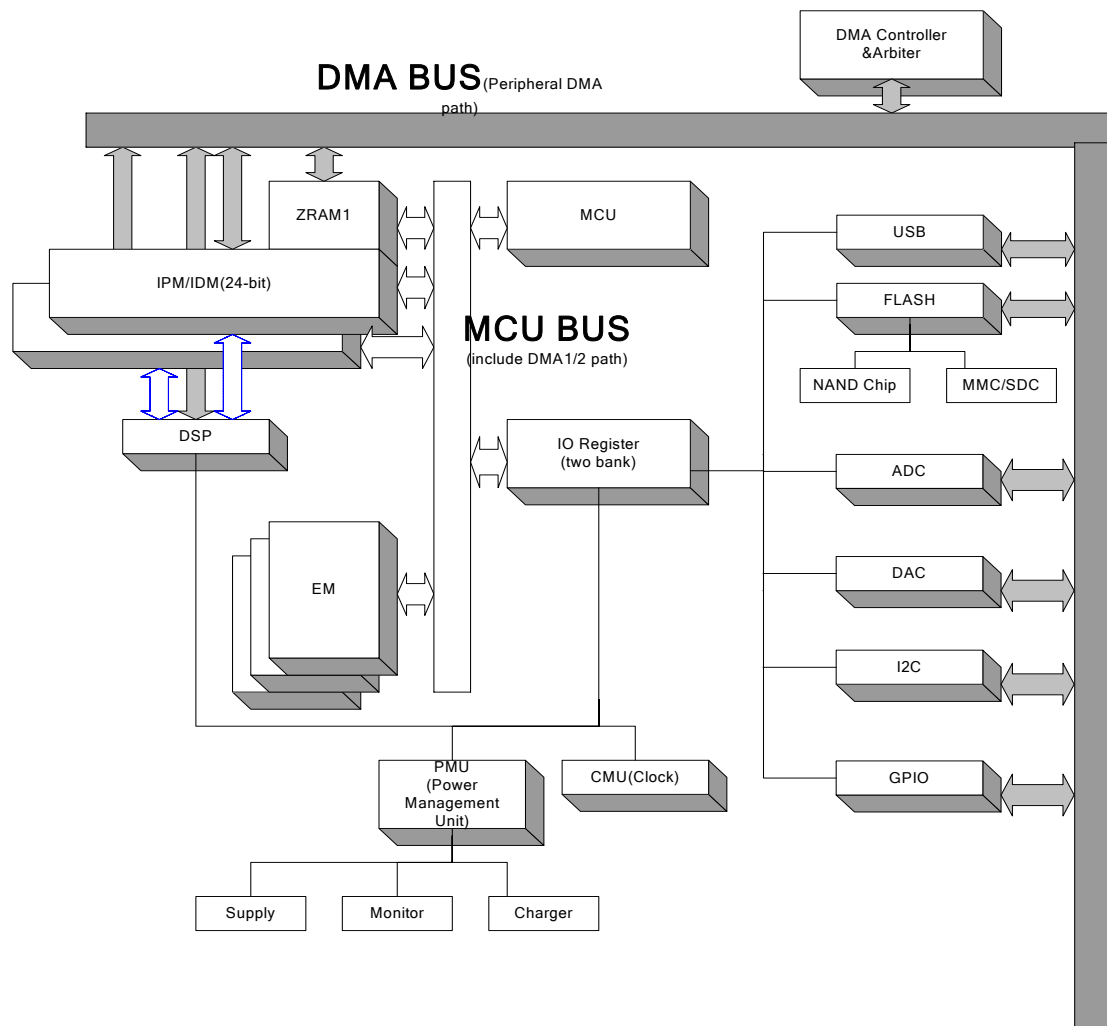 DMA Controller
&Arbiter
DMA BUS(Peripheral DMA
path)
ZRAM1
MCU
USB
IPM/IDM(24-bit)
FLASH
MCU BUS
(include DMA1/2 path)
NAND Chip
MMC/SDC
DSP
IO Register
(two bank)
ADC
EM
DAC
I2C
PMU
(Power
Management
Unit)
CMU(Clock)
GPIO
Supply
Monitor
Charger